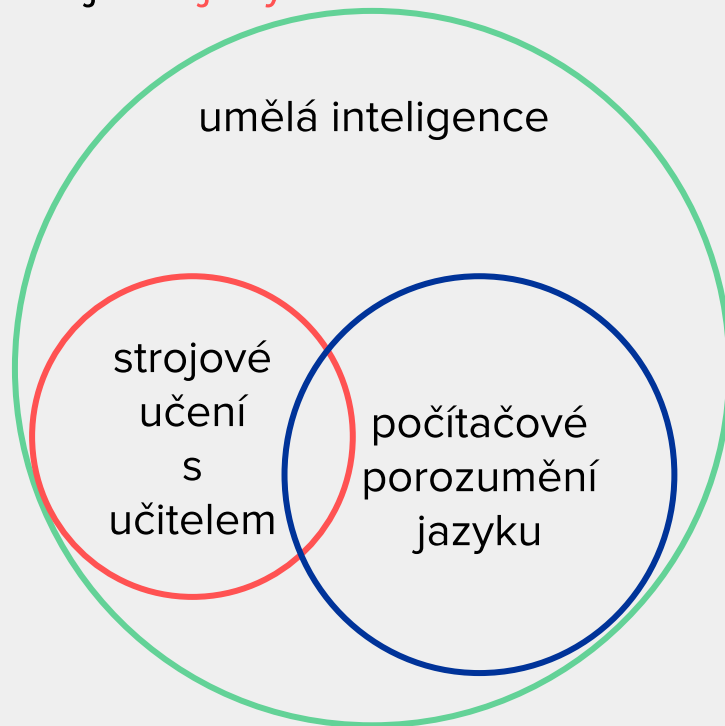 umělá inteligence
strojové
učení
s
učitelem
počítačové
porozumění
jazyku